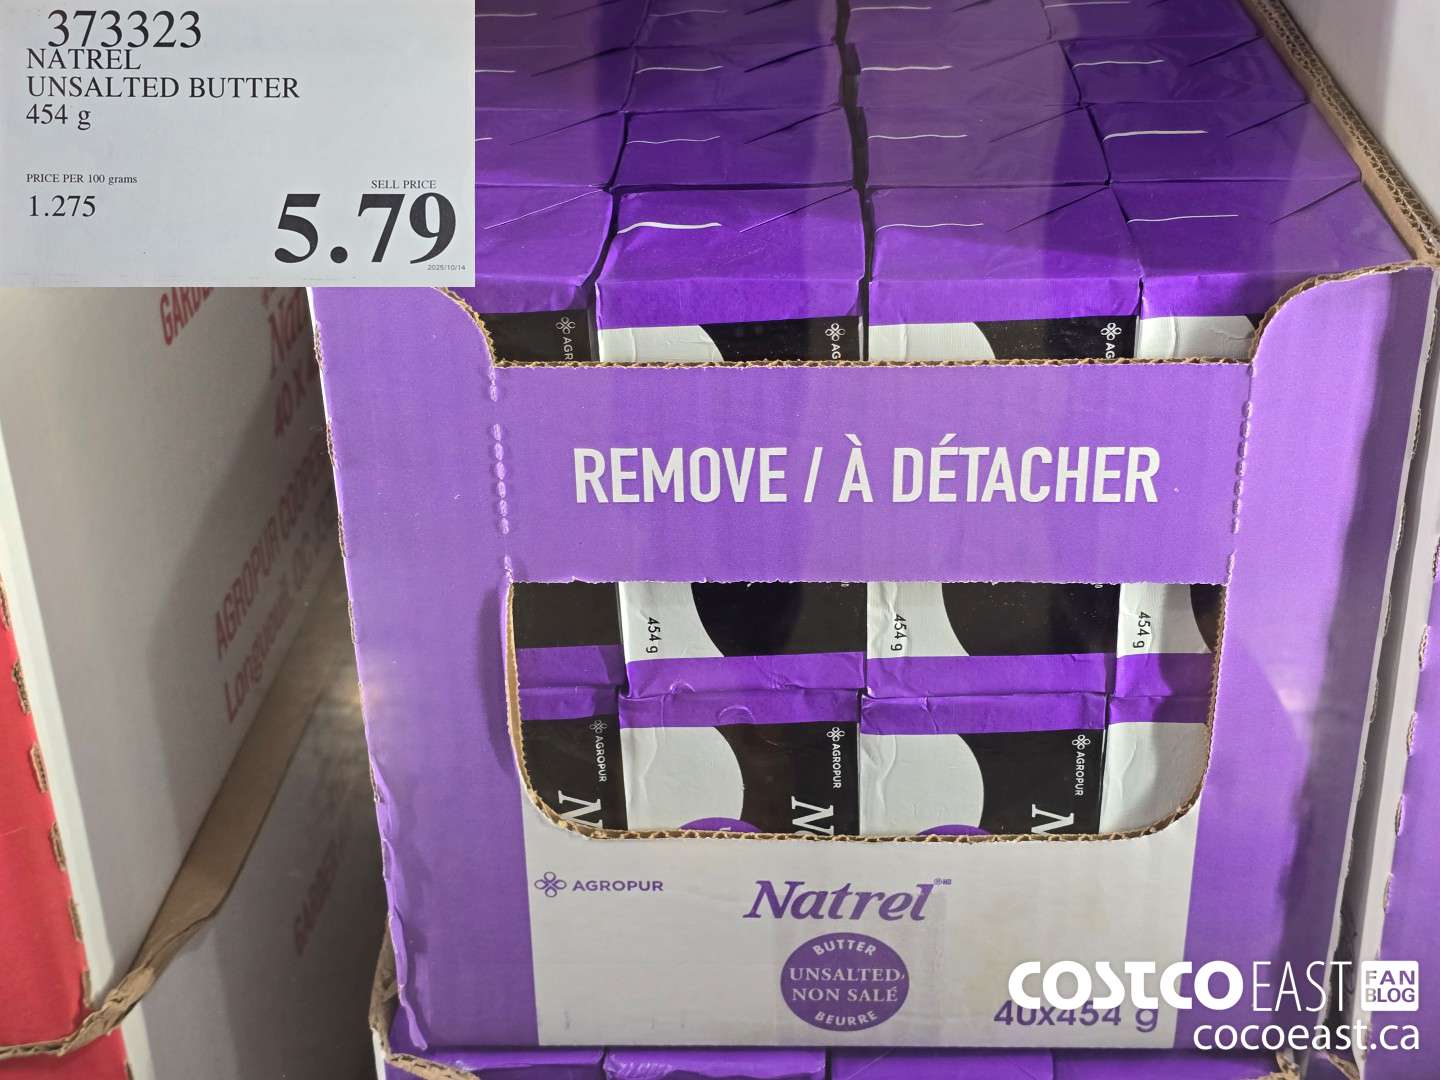 373323
NATREL
UNSALTED BUTTER
454 g
PRICE PER 100 grams
1.275
SELL PRICE
5.79
2025/10/14
AGROPUR
REMOVE / À DÉTACHER
454 g
454 g
454 g
AGROPUR
AGROPUR
AGROPUR
AGROPUR
Natrel
BUTTER
UNSALTED
NON SALÉ
BEURRE
40x454 g
COSTCO EAST FAN BLOG
cocoeast.ca